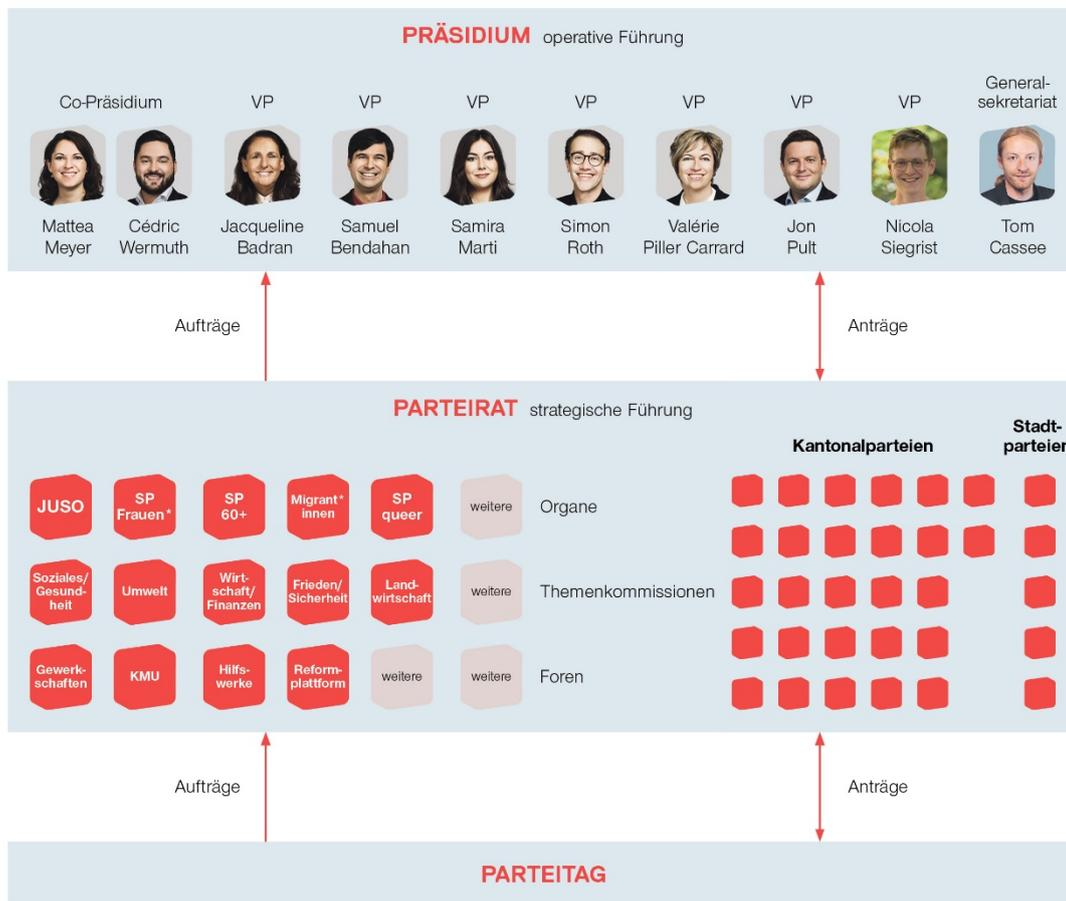 PRÄSIDIUM operative Führung
Co-Präsidium
VP
VP
VP
VP
VP
VP
VP
General-
sekretariat
Mattea
Meyer
Cédric
Wermuth
Jacqueline
Badran
Samuel
Bendahan
Samira
Marti
Simon
Roth
Valérie
Piller Carrard
Jon
Pult
Nicola
Siegrist
Tom
Cassee
Aufträge
Anträge
PARTEIRAT strategische Führung
Kantonalparteien
Stadt-
parteien
JUSO
SP
Frauen*
SP
60+
Migrant*
innen
SP
queer
weitere
Organe
Soziales/
Gesund-
heit
Umwelt
Wirt-
schaft/
Finanzen
Frieden/
Sicherheit
Land-
wirtschaft
weitere
Themenkommissionen
Gewerk-
schaften
KMU
Hilfs-
werke
Reform-
plattform
weitere
weitere
Foren
Aufträge
Anträge
PARTEITAG